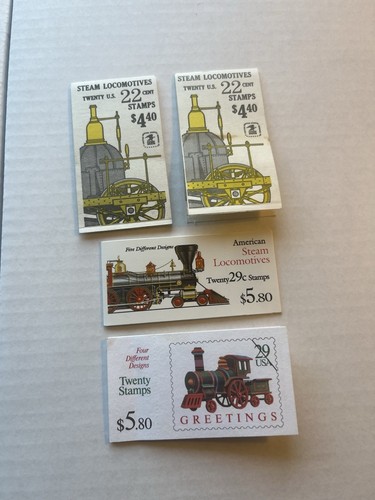 STEAM LOCOMOTIVES
TWENTY U.S. 22 CENT
STAMPS
$4.40
STEAM LOCOMOTIVES
TWENTY U.S. 22 CENT
STAMPS
$4.40
Five Different Designs
American
Steam
Locomotives
Twenty 29c Stamps
$5.80
Four
Different
Designs
Twenty
Stamps
$5.80
29
USA
GREETINGS